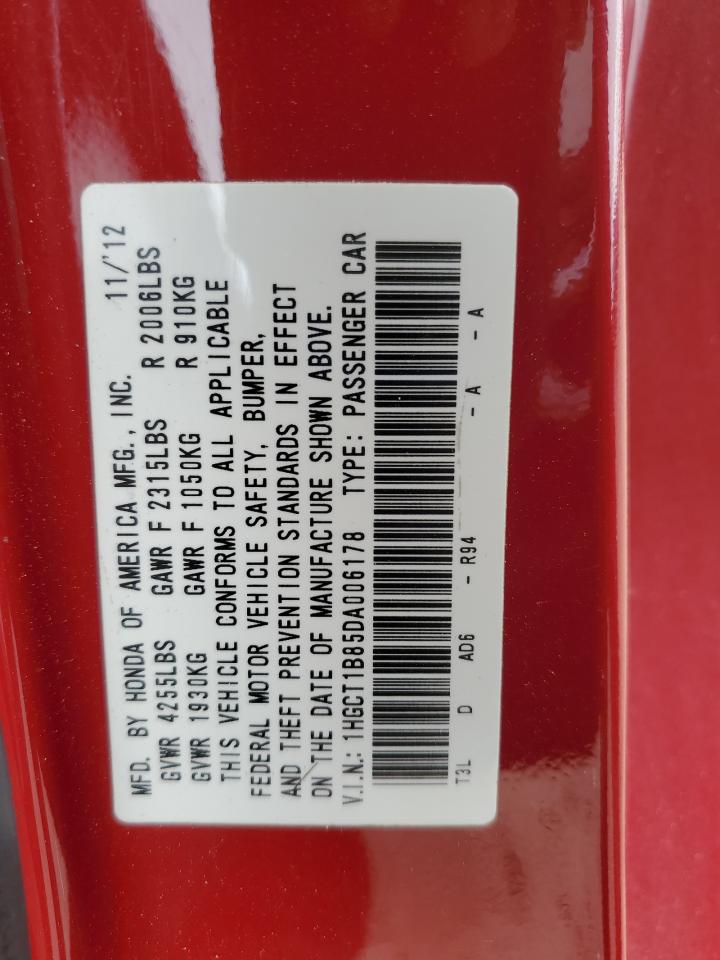 MFD. BY HONDA OF AMERICA MFG., INC. 11/'12
GVWR 4255LBS GAWR F 2315LBS R 2006LBS
GVWR 1930KG GAWR F 1050KG R 910KG
THIS VEHICLE CONFORMS TO ALL APPLICABLE
FEDERAL MOTOR VEHICLE SAFETY, BUMPER,
AND THEFT PREVENTION STANDARDS IN EFFECT
ON THE DATE OF MANUFACTURE SHOWN ABOVE.
V.I.N.: 1HGCT1B85DA006178 TYPE: PASSENGER CAR
T3L D AD6 - R94 - A - A